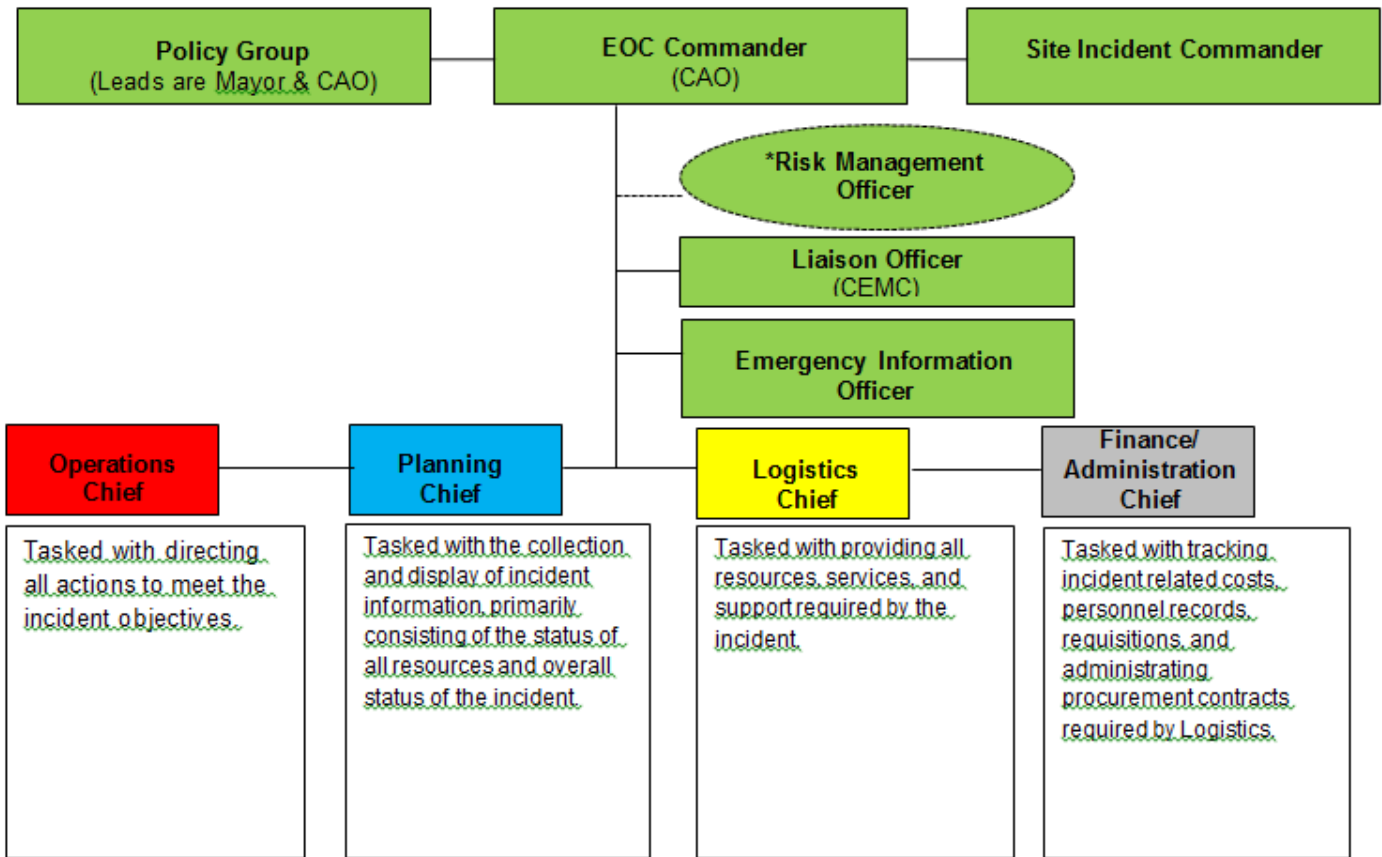 Policy Group
(Leads are Mayor & CAO)
EOC Commander
(CAO)
Site Incident Commander
*Risk Management
Officer
Liaison Officer
(CEMC)
Emergency Information
Officer
Operations
Chief
Planning
Chief
Logistics
Chief
Finance/
Administration
Chief
Tasked with directing
all actions to meet the
incident objectives.
Tasked with the collection
and display of incident
information, primarily
consisting of the status of
all resources and overall
status of the incident.
Tasked with providing all
resources, services, and
support required by the
incident.
Tasked with tracking
incident related costs,
personnel records,
requisitions, and
administrating
procurement contracts
required by Logistics.